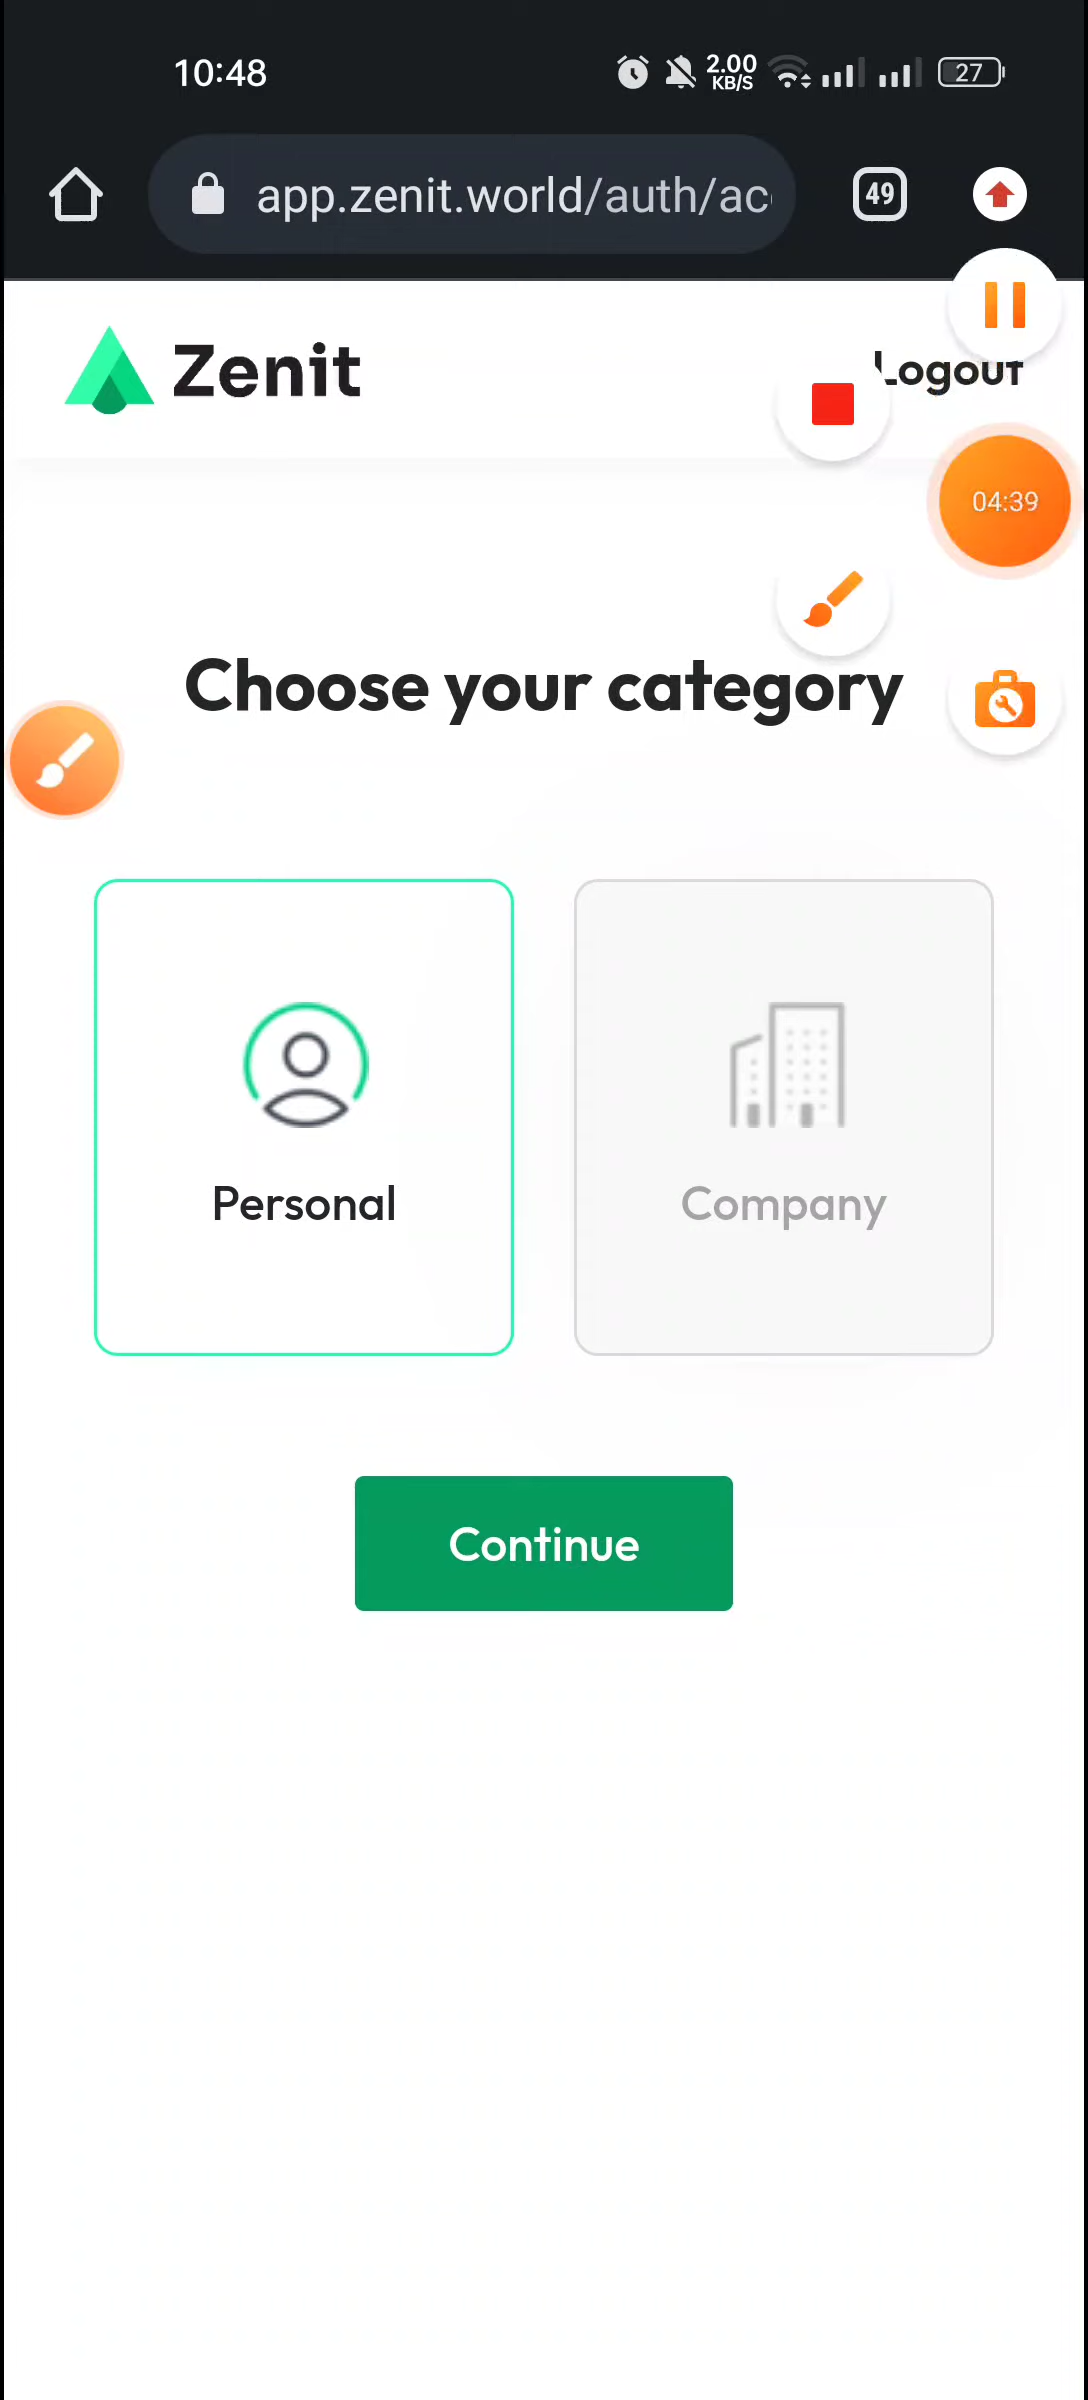 10:48
2.00
KB/S
27
app.zenit.world/auth/ac
49
Zenit
Logout
04:39
Choose your category
Personal
Company
Continue